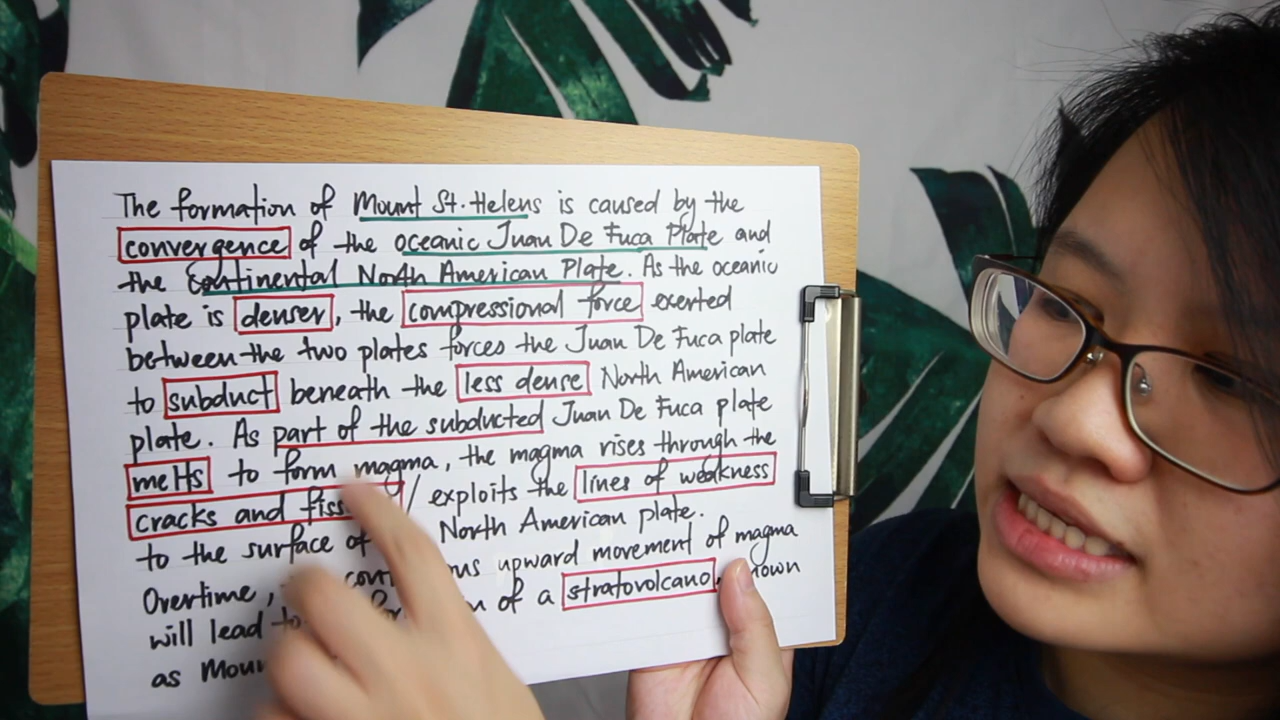 The formation of Mount St. Helens is caused by the
convergence of the oceanic Juan De Fuca Plate and
the Continental North American Plate. As the oceanic
plate is denser, the compressional force exerted
between the two plates forces the Juan De Fuca plate
to subduct beneath the less dense North American
plate. As part of the subducted Juan De Fuca plate
melts to form magma, the magma rises through the
cracks and / exploits the lines of weakness
to the surface of North American plate.
Overtime, upward movement of magma
will lead to of a stratovolcano,
as